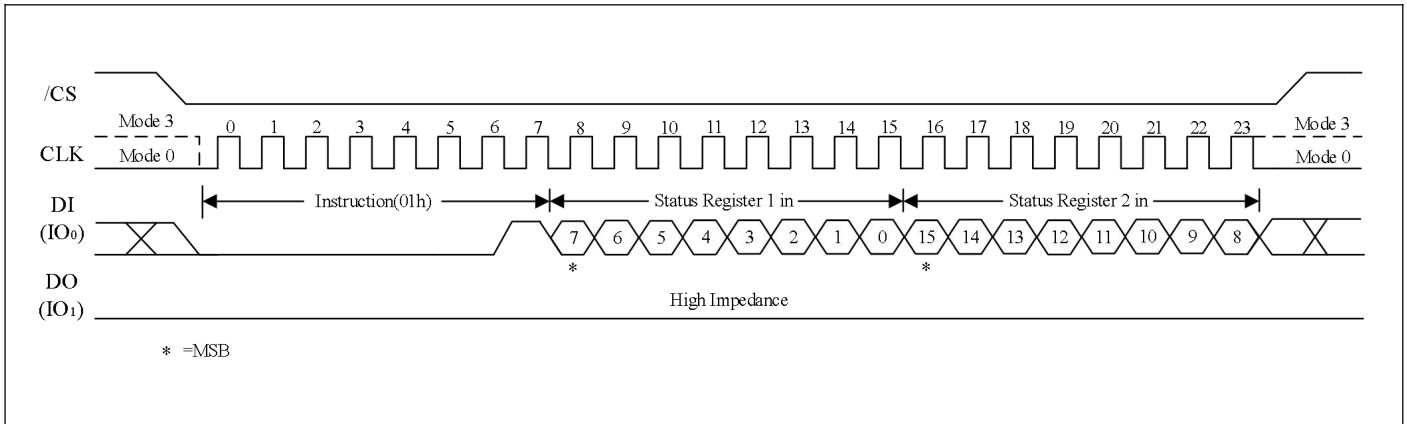 /CS
Mode 3
0 1 2 3 4 5 6 7 8 9 10 11 12 13 14 15 16 17 18 19 20 21 22 23
Mode 3
CLK
Mode 0
Mode 0
DI
(IO₀)
Instruction(01h)
Status Register 1 in
Status Register 2 in
7 6 5 4 3 2 1 0 15 14 13 12 11 10 9 8
* *
DO
(IO₁)
High Impedance
* =MSB